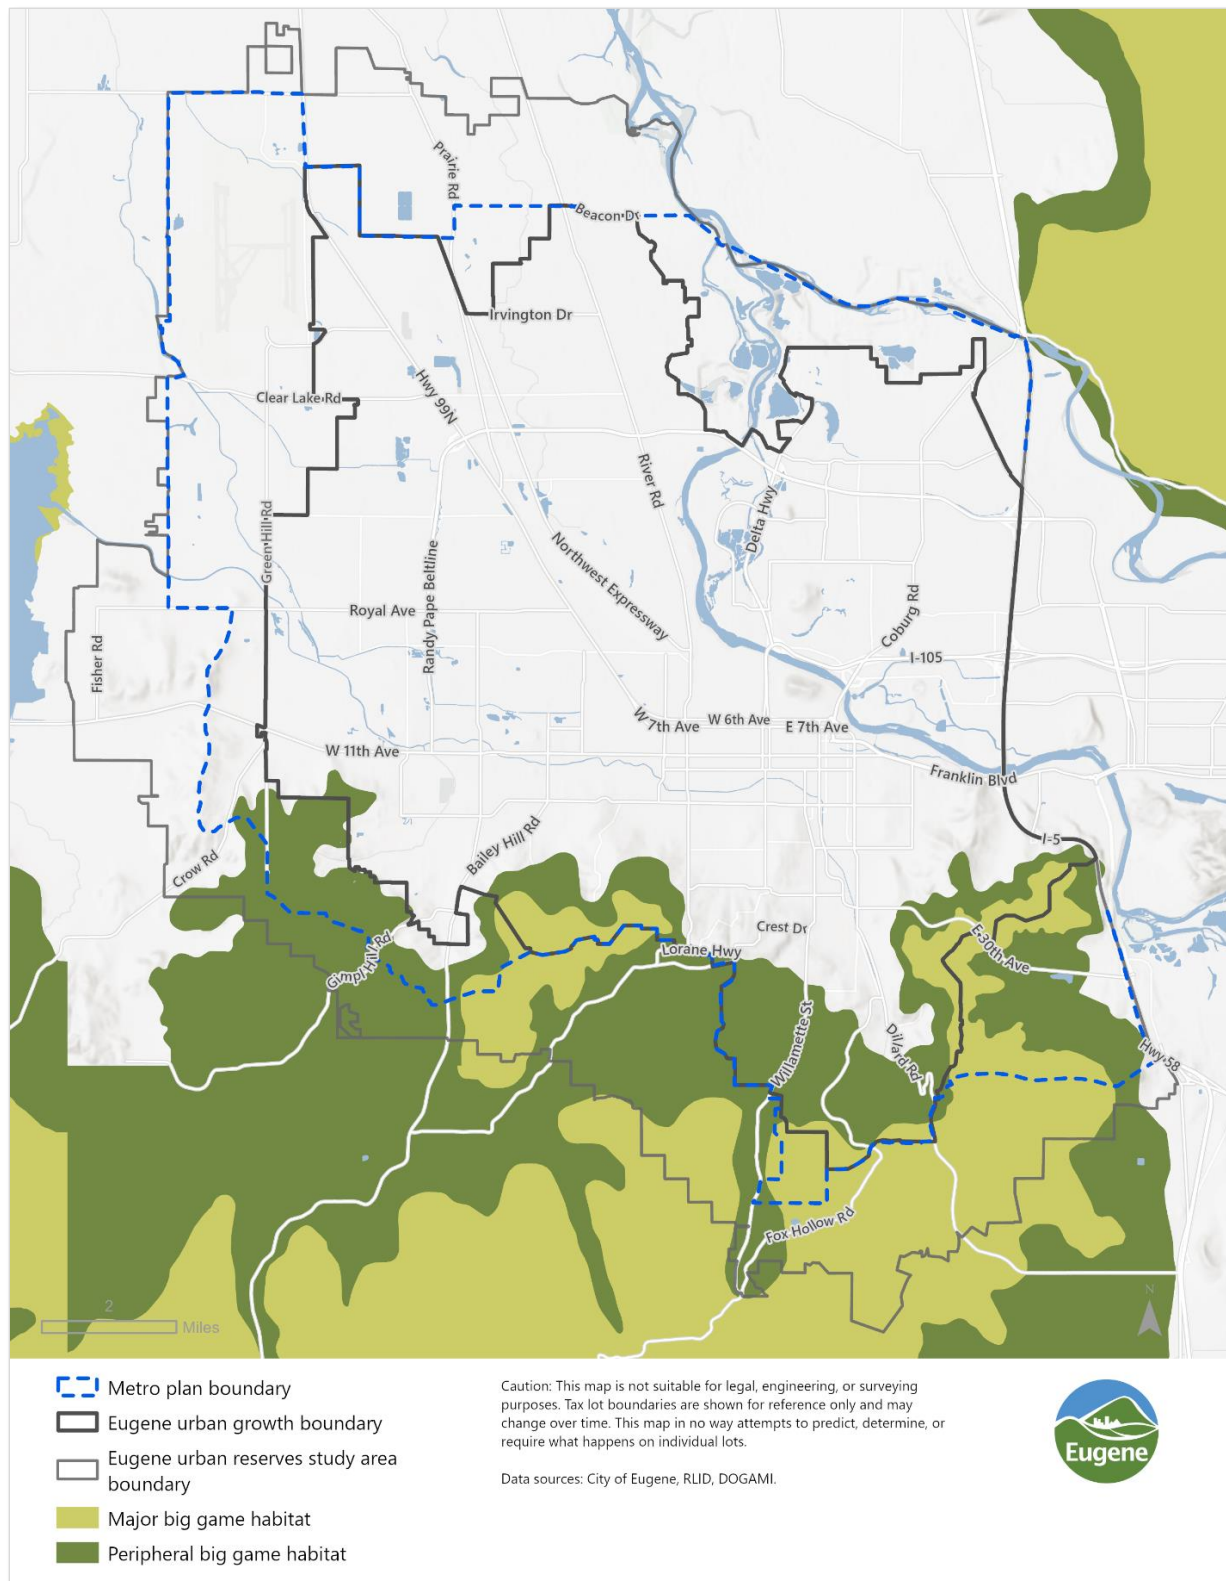 Prairie Rd
Beacon Dr
Irvington Dr
Clear Lake Rd
Hwy 99N
River Rd
Delta Hwy
Green Hill Rd
Randy Pape Beltline
Northwest Expressway
Royal Ave
Coburg Rd
Fisher Rd
I-105
W 7th Ave
W 6th Ave
E 7th Ave
W 11th Ave
Franklin Blvd
Bailey Hill Rd
I-5
Crow Rd
Crest Dr
E 30th Ave
Lorane Hwy
Gimpl Hill Rd
Willamette St
Dillard Rd
Hwy 58
Fox Hollow Rd
2
Miles
N
Metro plan boundary
Eugene urban growth boundary
Eugene urban reserves study area
boundary
Major big game habitat
Peripheral big game habitat
Caution: This map is not suitable for legal, engineering, or surveying
purposes. Tax lot boundaries are shown for reference only and may
change over time. This map in no way attempts to predict, determine, or
require what happens on individual lots.
Data sources: City of Eugene, RLID, DOGAMI.
Eugene